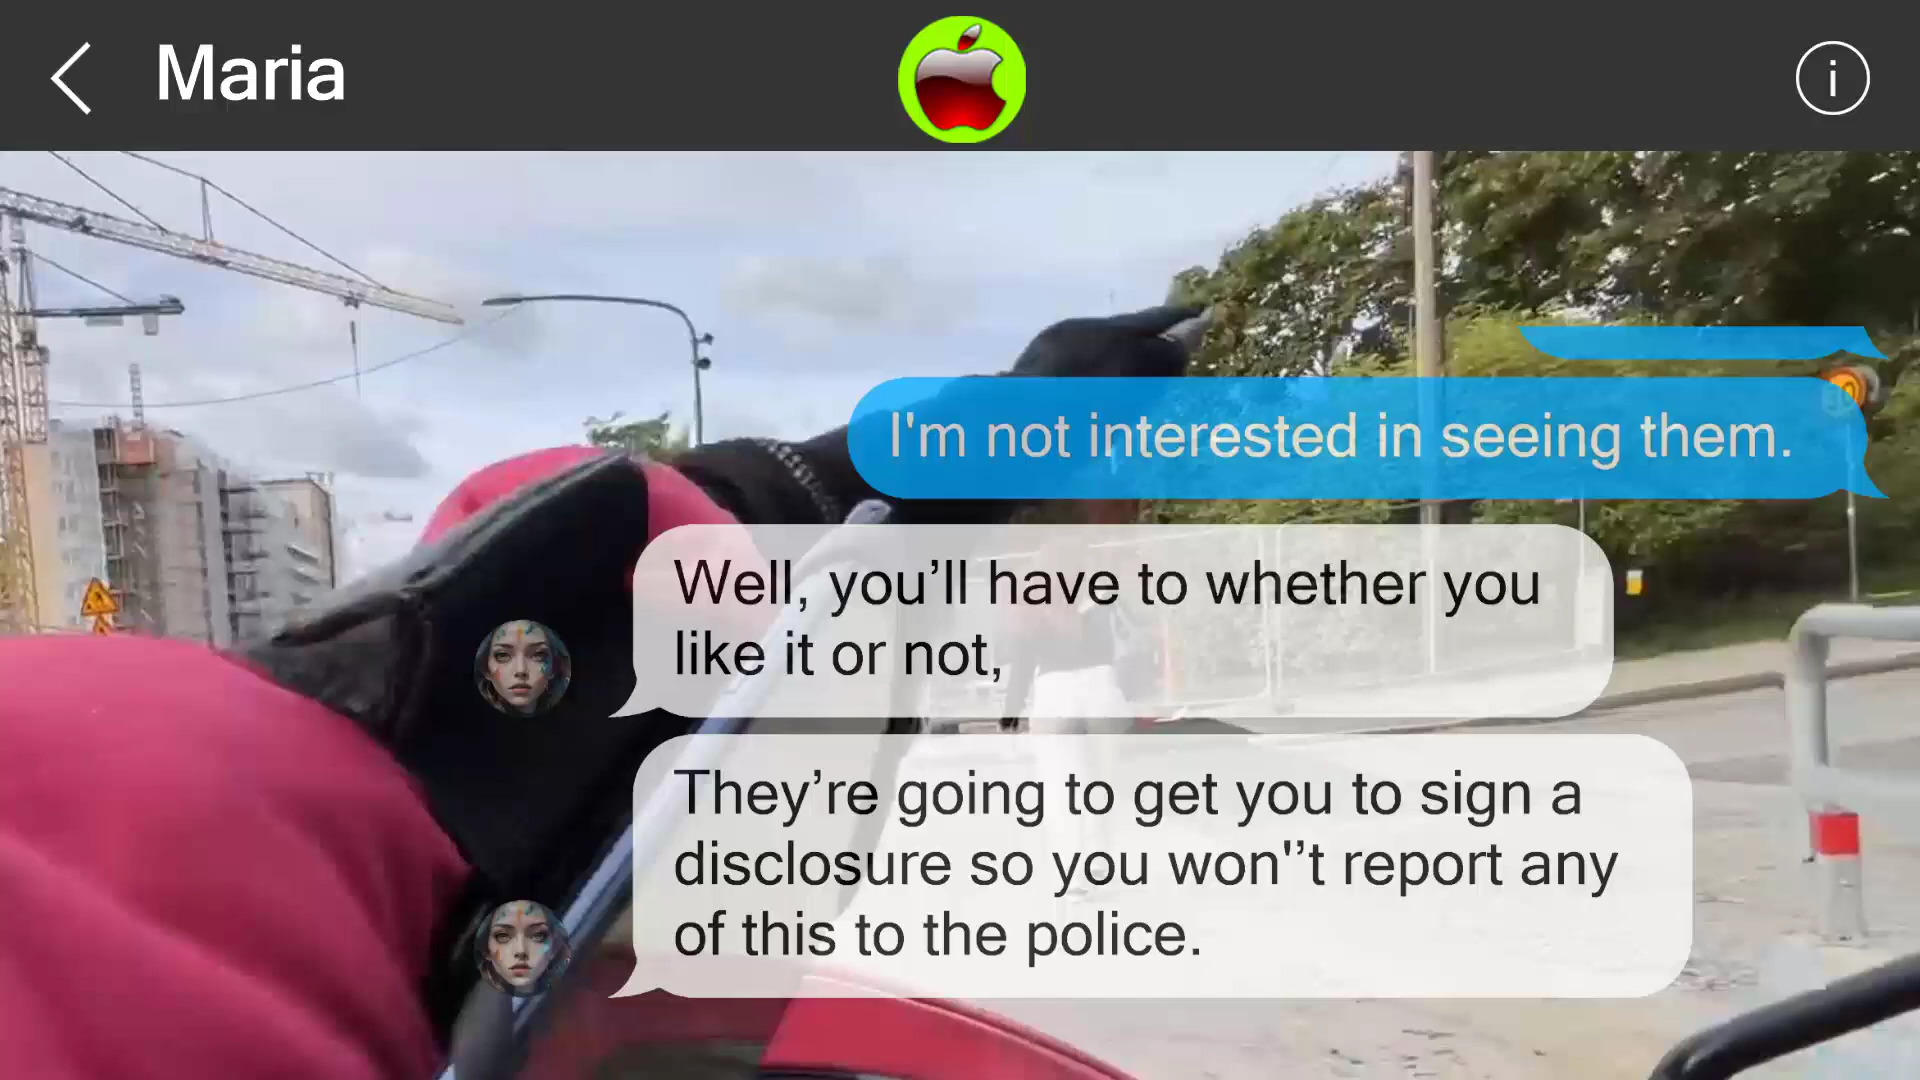 Maria
I'm not interested in seeing them.
Well, you’ll have to whether you
like it or not,
They’re going to get you to sign a
disclosure so you won"’t report any
of this to the police.